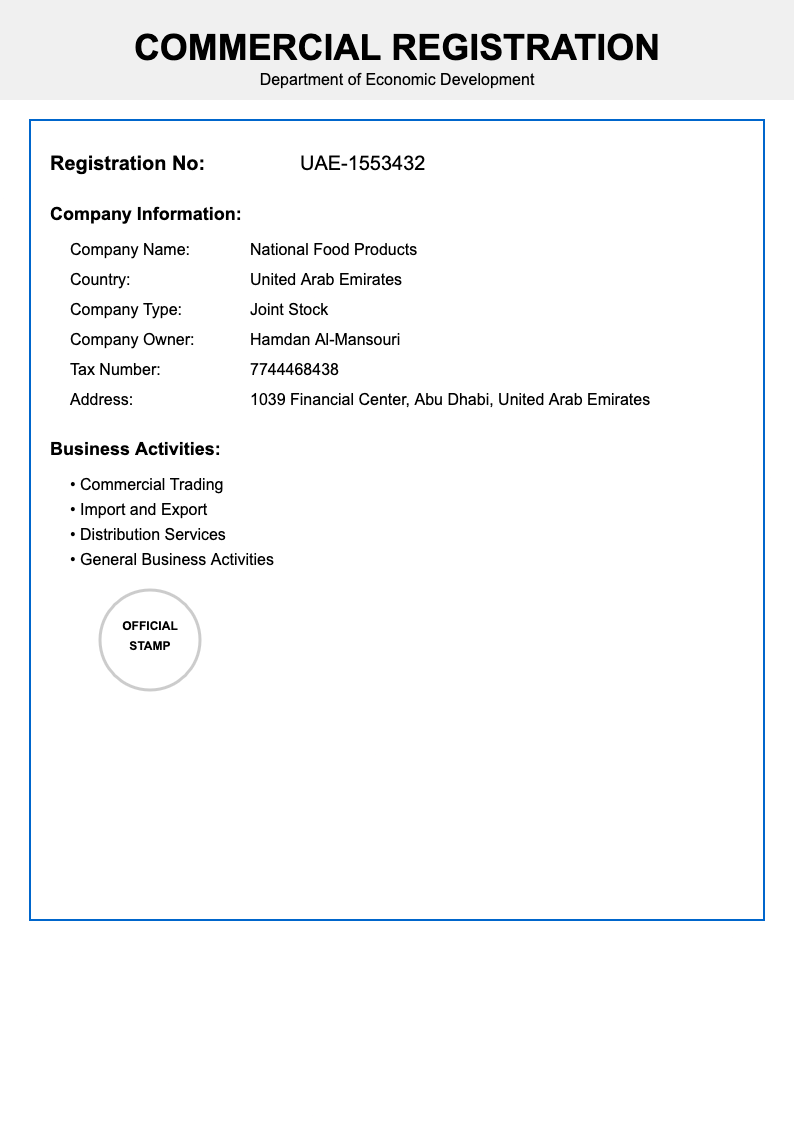 COMMERCIAL REGISTRATION
Department of Economic Development
Registration No: UAE-1553432
Company Information:
Company Name: National Food Products
Country: United Arab Emirates
Company Type: Joint Stock
Company Owner: Hamdan Al-Mansouri
Tax Number: 7744468438
Address: 1039 Financial Center, Abu Dhabi, United Arab Emirates
Business Activities:
• Commercial Trading
• Import and Export
• Distribution Services
• General Business Activities
OFFICIAL
STAMP